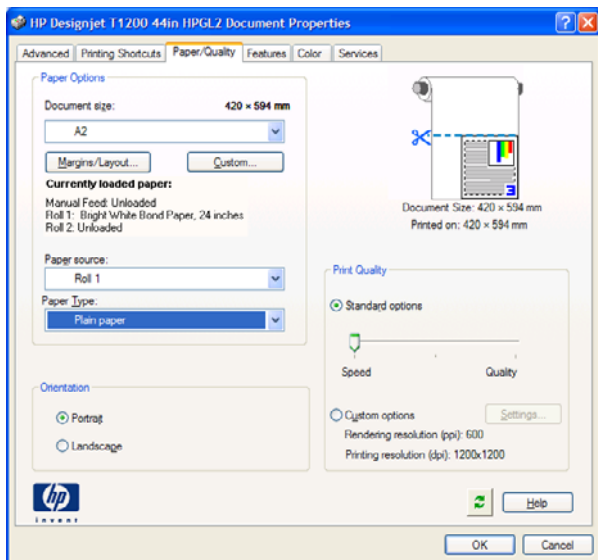 HP Designjet T1200 44in HPGL2 Document Properties
Advanced Printing Shortcuts Paper/Quality Features Color Services
Paper Options
Document size: 420 × 594 mm
A2
Margins/Layout... Custom...
Currently loaded paper:
Manual Feed: Unloaded
Roll 1: Bright White Bond Paper, 24 inches
Roll 2: Unloaded
Paper source:
Roll 1
Paper Type:
Plain paper
Orientation
Portrait
Landscape
3
Document Size: 420 × 594 mm
Printed on: 420 × 594 mm
Print Quality
Standard options
Speed Quality
Custom options Settings...
Rendering resolution (ppi): 600
Printing resolution (dpi): 1200x1200
hp
invent
Help
OK Cancel